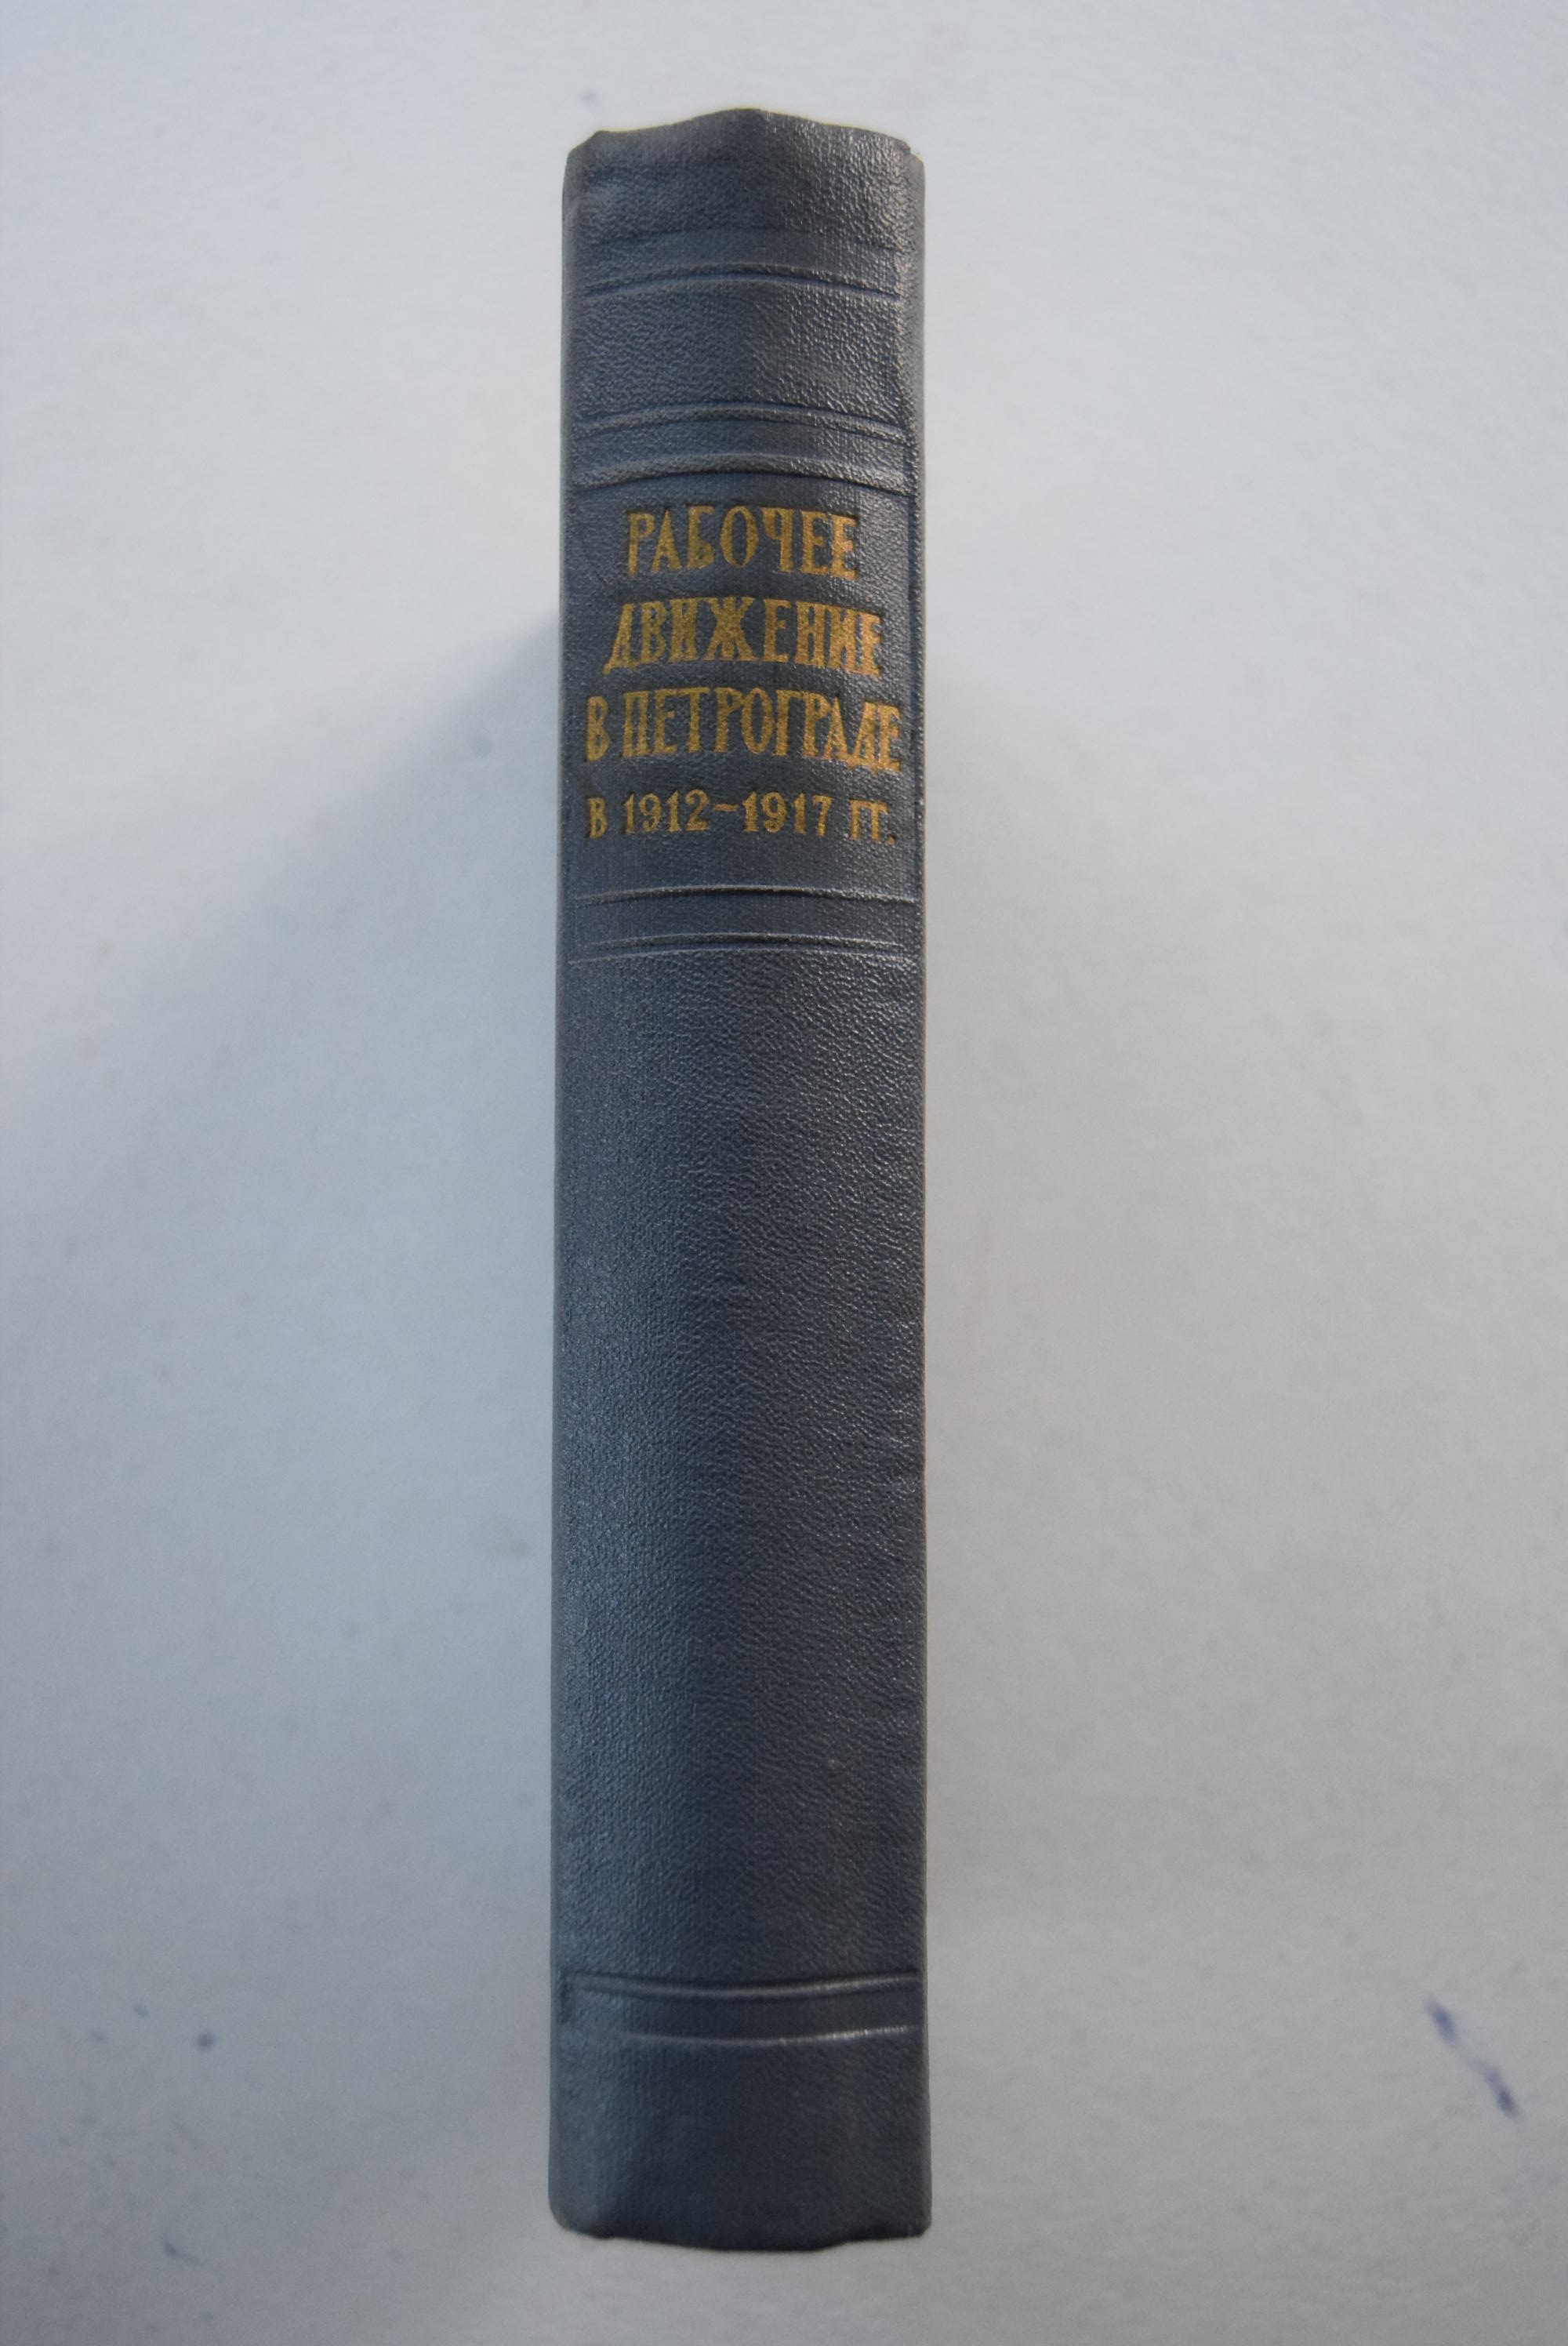 РАБОЧЕЕ
ДВИЖЕНИЕ
В ПЕТРОГРАДЕ
В 1912-1917 ГГ.